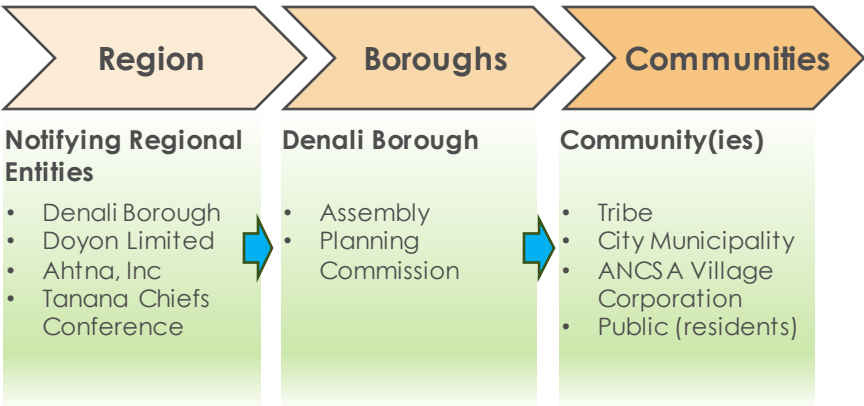 Region
Boroughs
Communities
Notifying Regional
Entities
• Denali Borough
• Doyon Limited
• Ahtna, Inc
• Tanana Chiefs
Conference
Denali Borough
• Assembly
• Planning
Commission
Community(ies)
• Tribe
• City Municipality
• ANCSA Village
Corporation
• Public (residents)